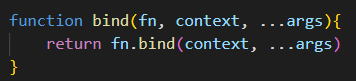 function bind(fn, context, ...args){
    return fn.bind(context, ...args)
}